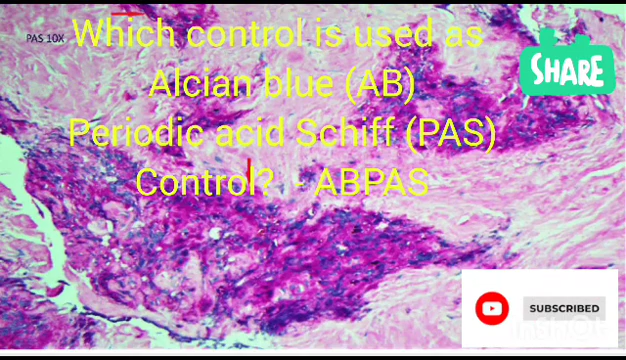 PAS 10X
Which control is used as
Alcian blue (AB)
Periodic acid Schiff (PAS)
Control? - ABPAS
SHARE
SUBSCRIBED